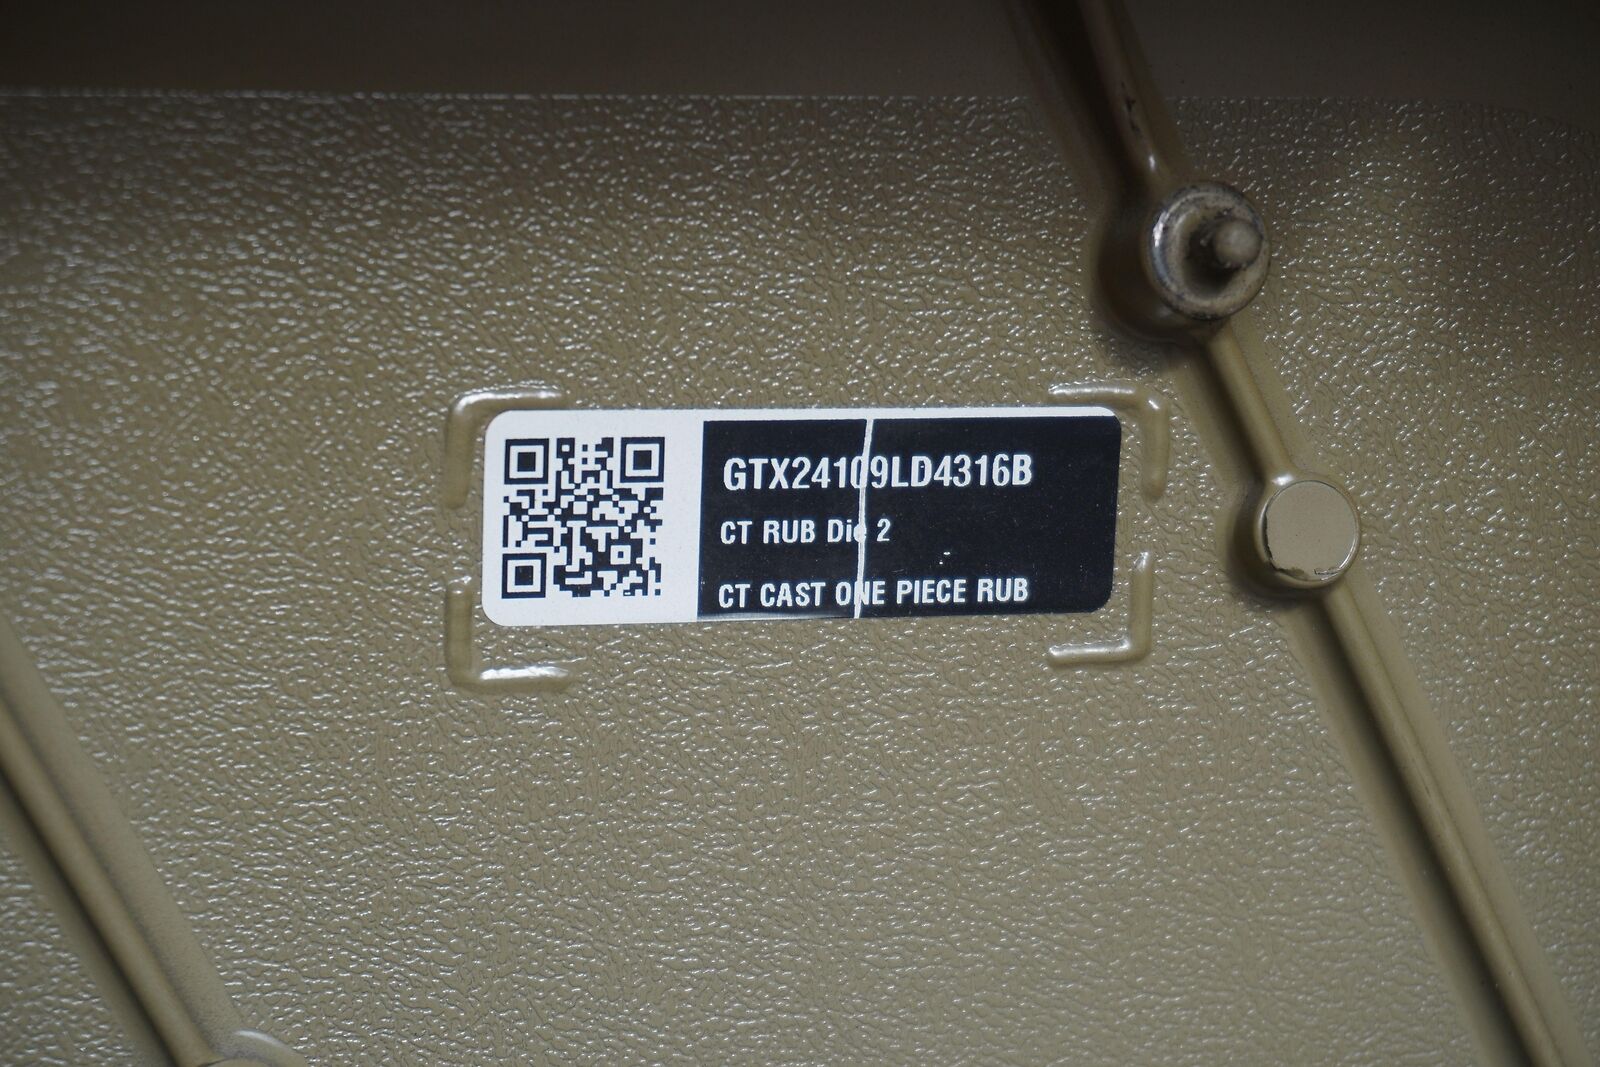 GTX24109LD4316B
CT RUB Die 2
CT CAST ONE PIECE RUB